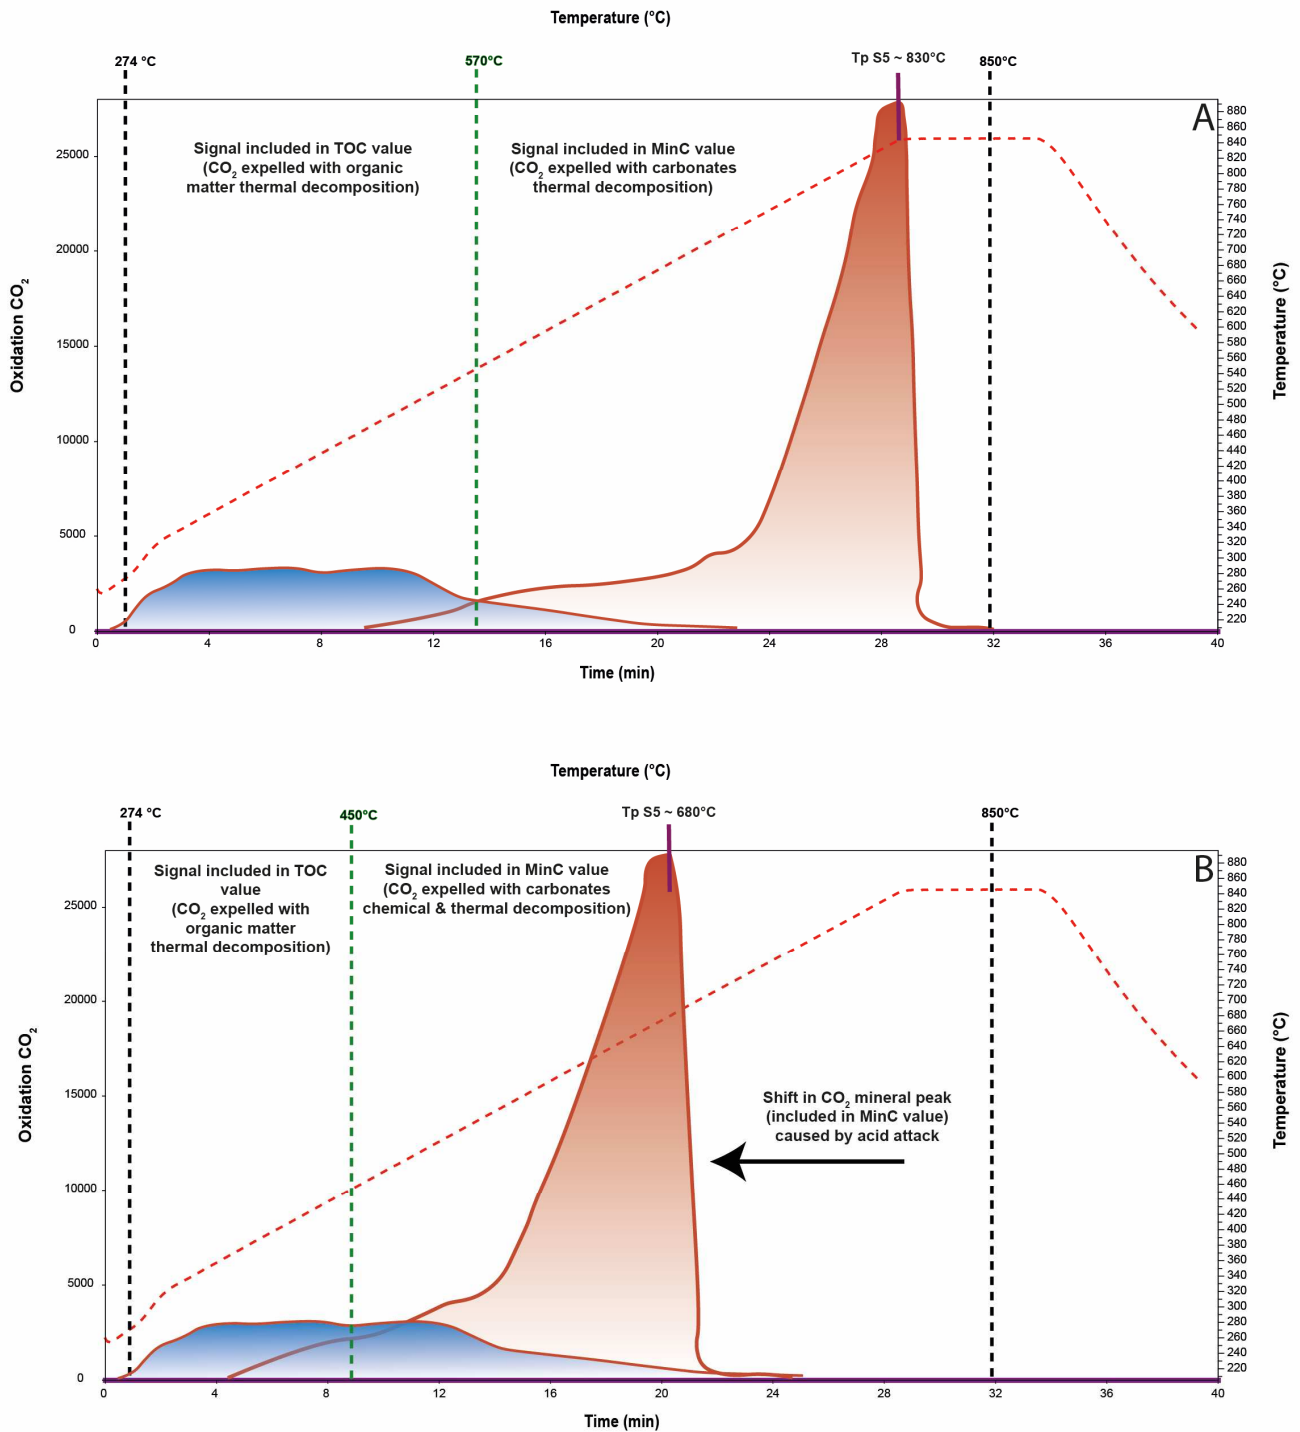 Temperature (°C)
274 °C
570°C
Tp S5 ~ 830°C
850°C
A
Signal included in TOC value
(CO2 expelled with organic
matter thermal decomposition)
Signal included in MinC value
(CO2 expelled with carbonates
thermal decomposition)
Oxidation CO2
25000
20000
15000
10000
5000
0
Temperature (°C)
880
860
840
820
800
780
760
740
720
700
680
660
640
620
600
580
560
540
520
500
480
460
440
420
400
380
360
340
320
300
280
260
240
220
0 4 8 12 16 20 24 28 32 36 40
Time (min)
Temperature (°C)
274 °C
450°C
Tp S5 ~ 680°C
850°C
B
Signal included in TOC
value
(CO2 expelled with
organic matter
thermal decomposition)
Signal included in MinC value
(CO2 expelled with carbonates
chemical & thermal decomposition)
Shift in CO2 mineral peak
(included in MinC value)
caused by acid attack
Oxidation CO2
25000
20000
15000
10000
5000
0
Temperature (°C)
880
860
840
820
800
780
760
740
720
700
680
660
640
620
600
580
560
540
520
500
480
460
440
420
400
380
360
340
320
300
280
260
240
220
0 4 8 12 16 20 24 28 32 36 40
Time (min)